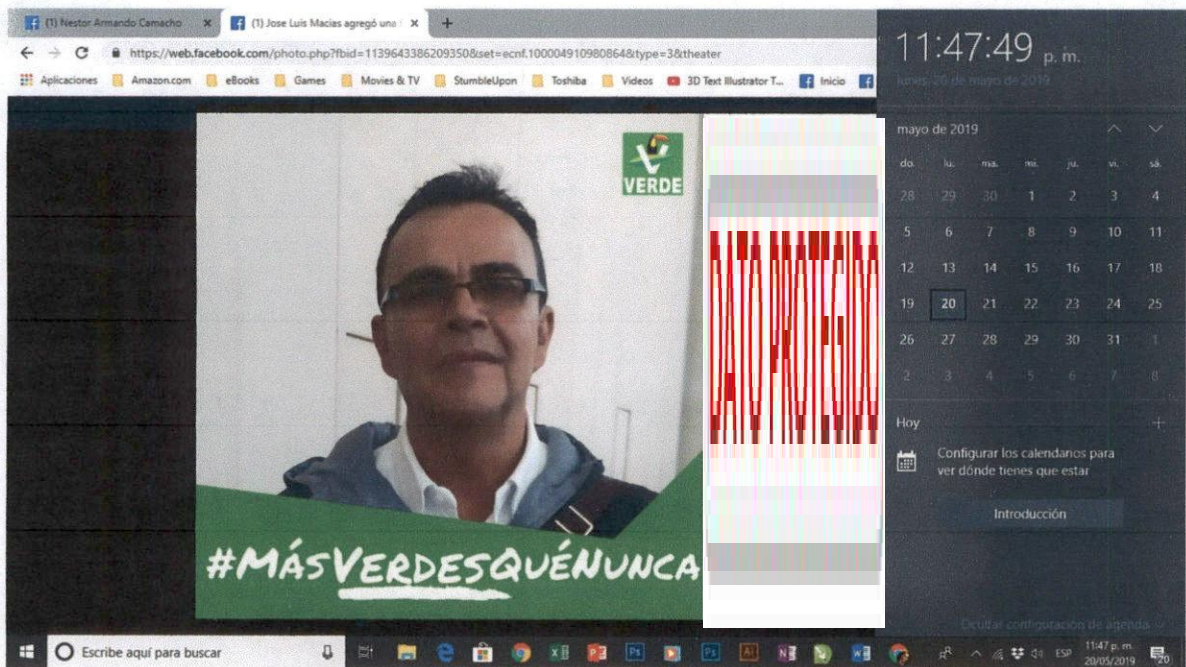 (1) Nestor Armando Camacho
(1) Jose Luis Macias agregó una
https://web.facebook.com/photo.php?fbid=1139643386209350&set=ecnf.100004910980864&type=3&theater
Aplicaciones Amazon.com eBooks Games Movies & TV StumbleUpon Toshiba Videos 3D Text Illustrator T... Inicio
VERDE
#MÁSVERDESQUÉNUNCA
DATO PROTEGIDO
11:47:49 p. m.
lunes, 20 de mayo de 2019
mayo de 2019
do. lu. ma. mi. ju. vi. sá.
28 29 30 1 2 3 4
5 6 7 8 9 10 11
12 13 14 15 16 17 18
19 20 21 22 23 24 25
26 27 28 29 30 31 1
2 3 4 5 6 7 8
Hoy
Configurar los calendarios para
ver dónde tienes que estar
Introducción
Ocultar configuración de agenda
Escribe aquí para buscar
ESP
11:47 p. m.
20/05/2019
20